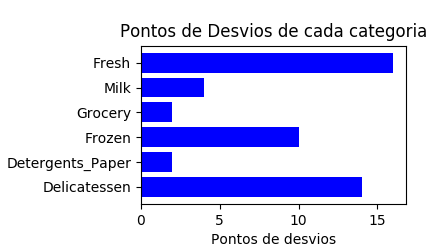 Pontos de Desvios de cada categoria
Fresh
Milk
Grocery
Frozen
Detergents_Paper
Delicatessen
0 5 10 15
Pontos de desvios